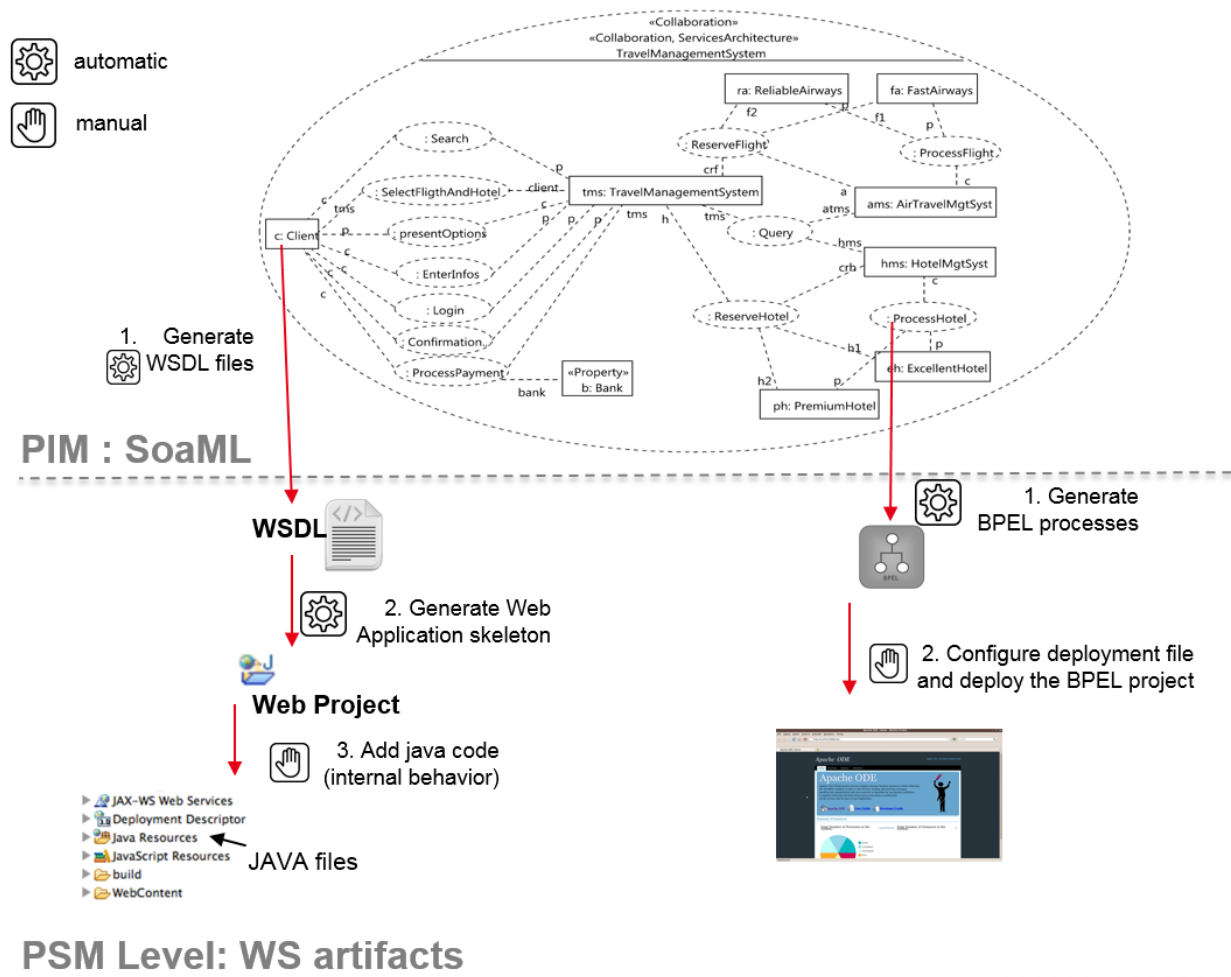 automatic
manual
«Collaboration»
«Collaboration, ServicesArchitecture»
TravelManagementSystem
ra: ReliableAirways
fa: FastAirways
f2
f1
p
: Search
: ReserveFlight
: ProcessFlight
p
crf
c
c
tms
: SelectFligthAndHotel
client
tms: TravelManagementSystem
a
atms
ams: AirTravelMgtSyst
c
p
tms
h
tms
c: Client
p
: presentOptions
p
p
: Query
hms
c
: EnterInfos
crh
hms: HotelMgtSyst
c
c
c
c
: Login
: ReserveHotel
: ProcessHotel
: Confirmation..
h1
p
: ProcessPayment
«Property»
b: Bank
bank
h2
p
eh: ExcellentHotel
ph: PremiumHotel
1. Generate
WSDL files
PIM : SoaML
WSDL
</>
1. Generate
BPEL processes
BPEL
2. Generate Web
Application skeleton
2. Configure deployment file
and deploy the BPEL project
J
Web Project
3. Add java code
(internal behavior)
Apache ODE
Apache ODE
JAX-WS Web Services
Deployment Descriptor
Java Resources
JavaScript Resources
JAVA files
build
WebContent
PSM Level: WS artifacts